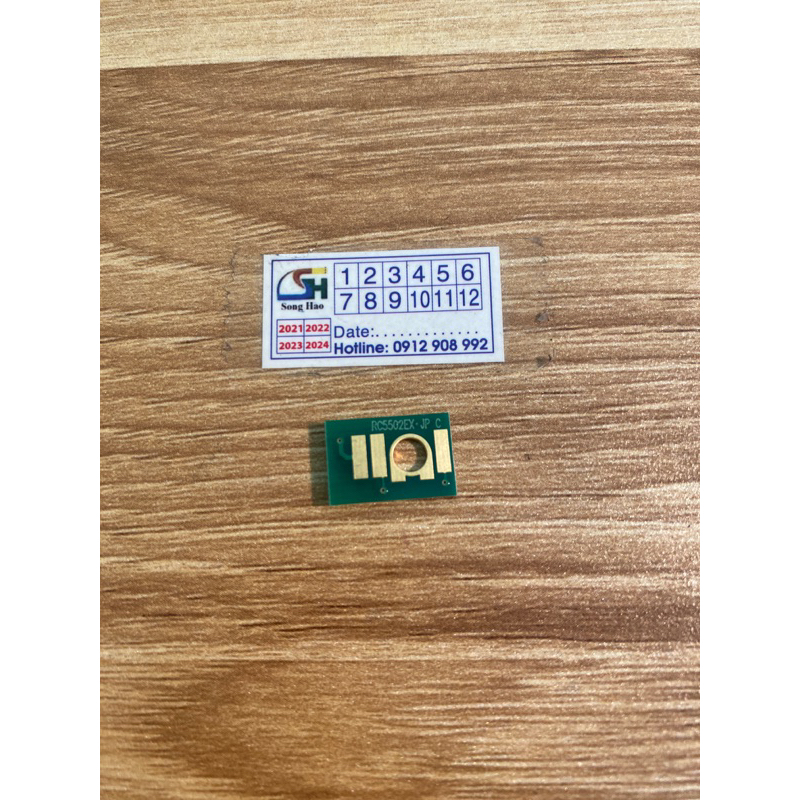 SH
Song Hao
1 2 3 4 5 6
7 8 9 10 11 12
2021 2022
2023 2024
Date:.............
Hotline: 0912 908 992
RC5502EX-JP C